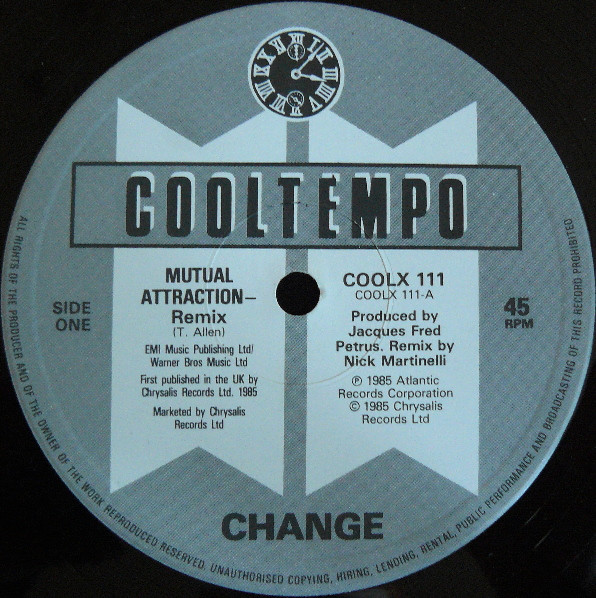 COOLTEMPO
MUTUAL
ATTRACTION–
Remix
(T. Allen)
EMI Music Publishing Ltd/
Warner Bros Music Ltd
First published in the UK by
Chrysalis Records Ltd. 1985
Marketed by Chrysalis
Records Ltd
SIDE
ONE
COOLX 111
COOLX 111-A
Produced by
Jacques Fred
Petrus. Remix by
Nick Martinelli
℗ 1985 Atlantic
Records Corporation
© 1985 Chrysalis
Records Ltd
45
RPM
CHANGE
ALL RIGHTS OF THE PRODUCER AND OF THE OWNER OF THE WORK REPRODUCED RESERVED. UNAUTHORISED COPYING, HIRING, LENDING, RENTAL, PUBLIC PERFORMANCE AND BROADCASTING OF THIS RECORD PROHIBITED